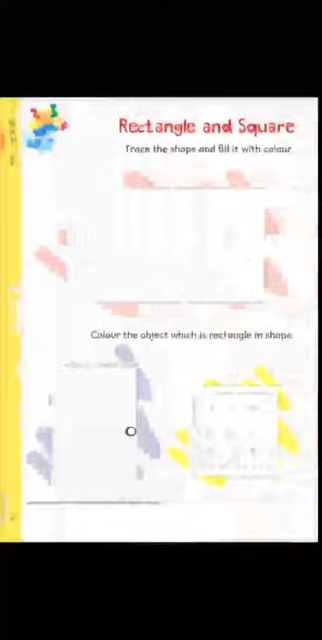 Rectangle and Square
Trace the shape and fill it with colour
Colour the object which is rectangle in shape.